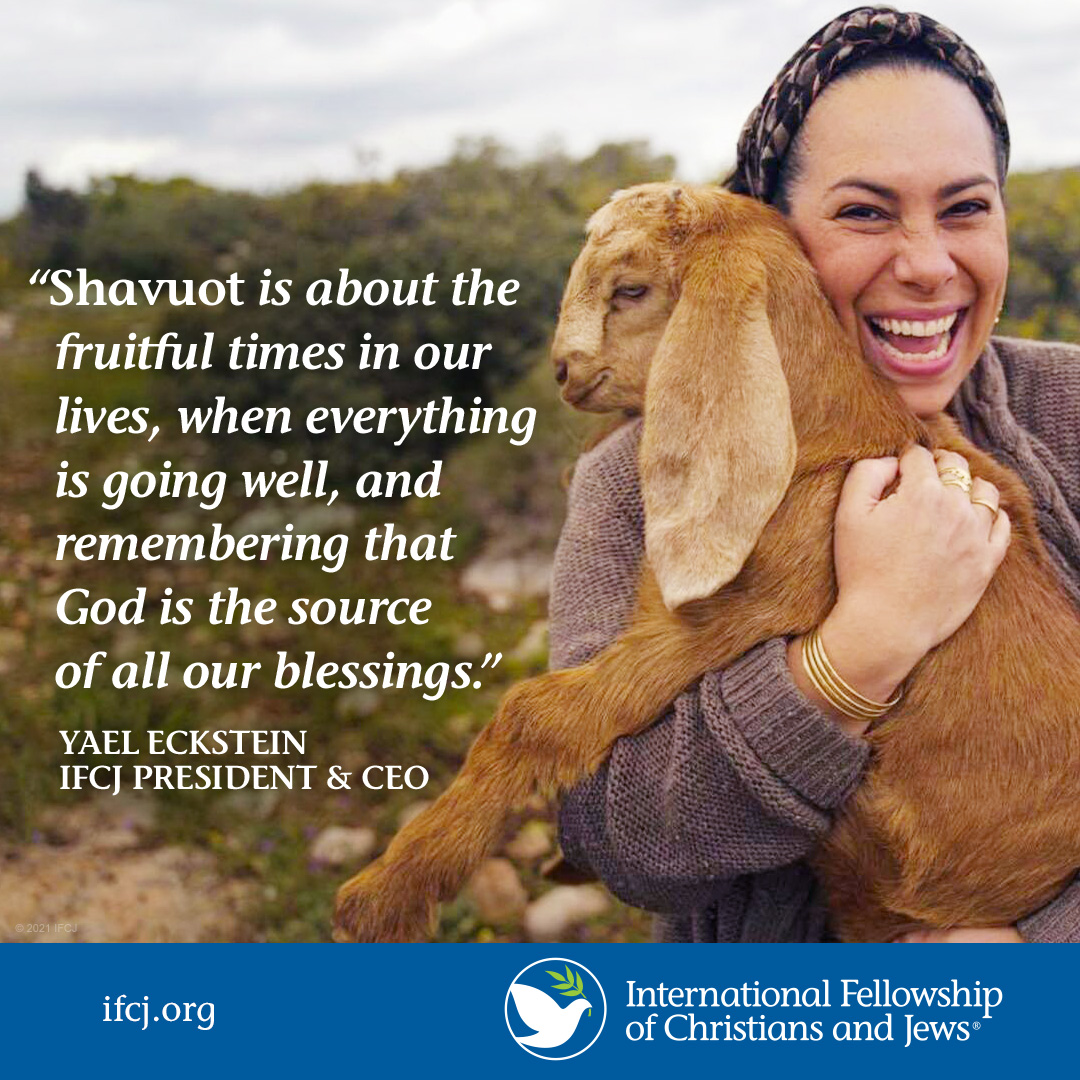 “Shavuot is about the
fruitful times in our
lives, when everything
is going well, and
remembering that
God is the source
of all our blessings.”
YAEL ECKSTEIN
IFCJ PRESIDENT & CEO
© 2021 IFCJ
ifcj.org
International Fellowship
of Christians and Jews®